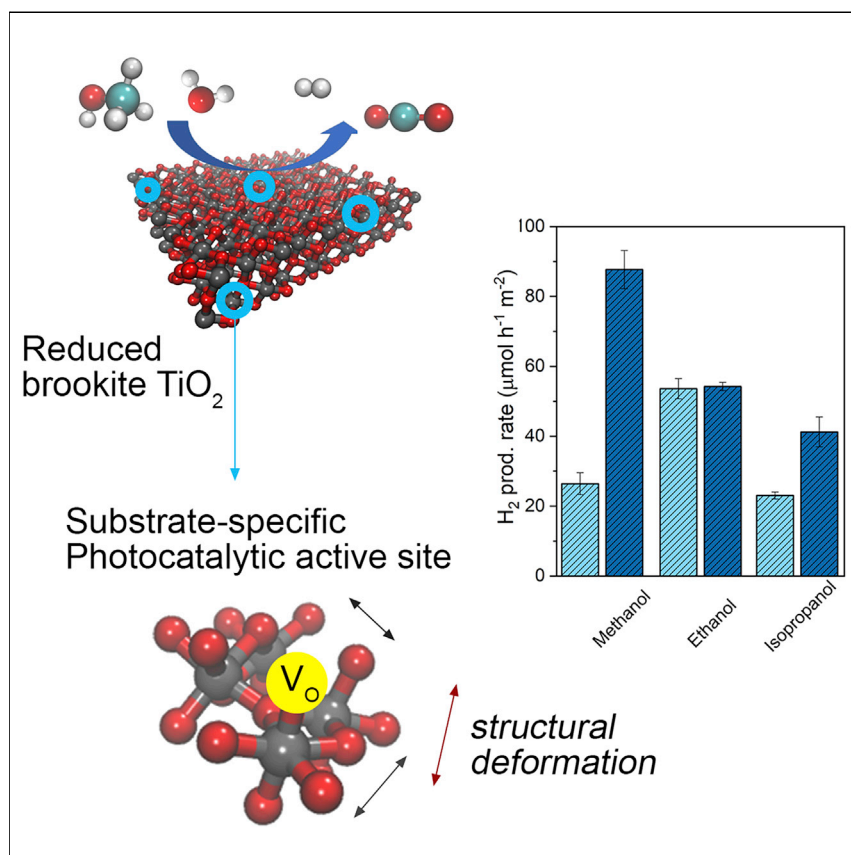 Reduced
brookite TiO₂
Substrate-specific
Photocatalytic active site
V_O
structural
deformation
H₂ prod. rate (μmol h⁻¹ m⁻²)
100
80
60
40
20
0
Methanol
Ethanol
Isopropanol